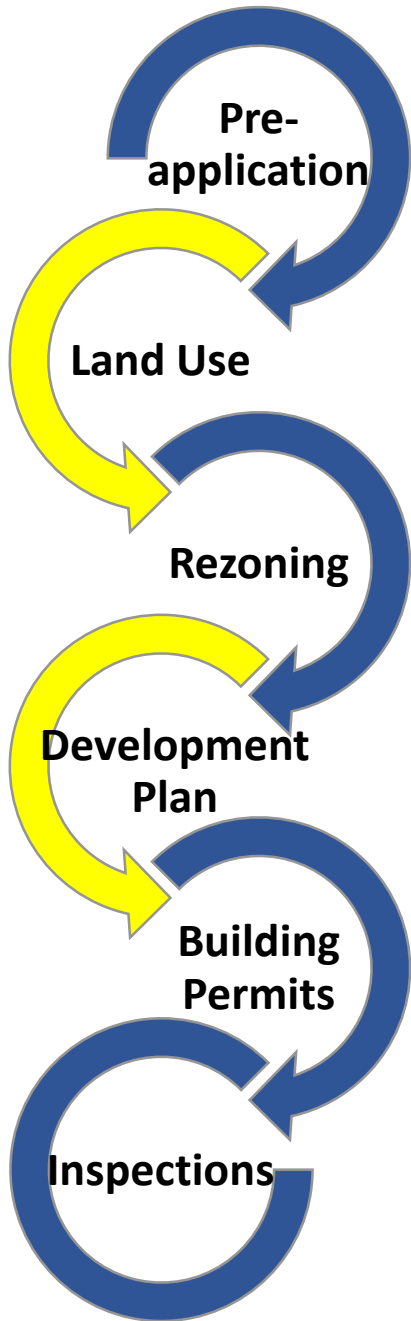 Pre-
application
Land Use
Rezoning
Development
Plan
Building
Permits
Inspections